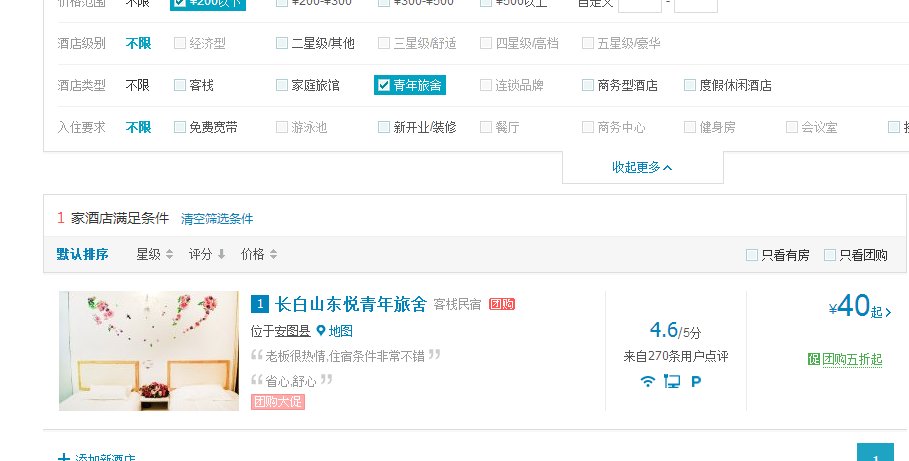 价格范围 不限 ¥200以下 ¥200-¥300 ¥300-¥500 ¥500以上 自定义 -
酒店级别 不限 经济型 二星级/其他 三星级/舒适 四星级/高档 五星级/豪华
酒店类型 不限 客栈 家庭旅馆 青年旅舍 连锁品牌 商务型酒店 度假休闲酒店
入住要求 不限 免费宽带 游泳池 新开业/装修 餐厅 商务中心 健身房 会议室
收起更多
1 家酒店满足条件 清空筛选条件
默认排序 星级 评分 价格 只看有房 只看团购
1 长白山东悦青年旅舍 客栈民宿 团购
¥40起
位于安图县 地图
4.6/5分
“ 老板很热情,住宿条件非常不错 ”
来自270条用户点评
促 团购五折起
“ 省心,舒心 ”
P
团购大促
+ 添加新酒店
1